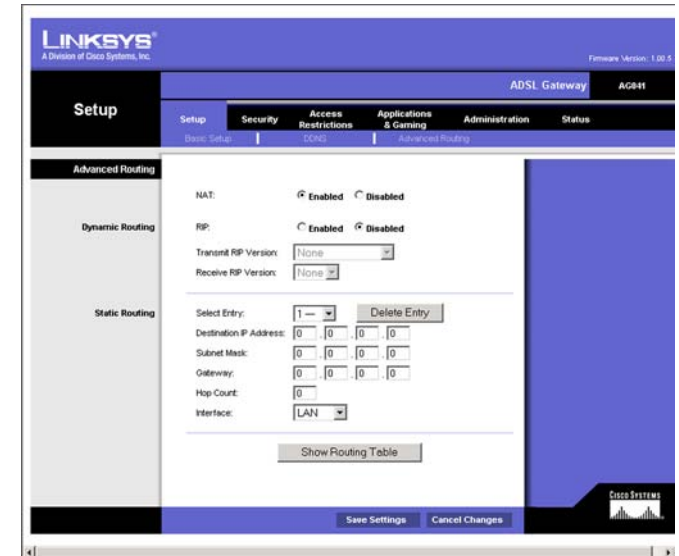 LINKSYS®
A Division of Cisco Systems, Inc.
Firmware Version: 1.00.5
ADSL Gateway AG041
Setup
Setup Security Access Restrictions Applications & Gaming Administration Status
Basic Setup DDNS Advanced Routing
Advanced Routing
NAT: Enabled Disabled
Dynamic Routing RIP: Enabled Disabled
Transmit RIP Version: None
Receive RIP Version: None
Static Routing Select Entry: 1 — Delete Entry
Destination IP Address: 0 . 0 . 0 . 0
Subnet Mask: 0 . 0 . 0 . 0
Gateway: 0 . 0 . 0 . 0
Hop Count: 0
Interface: LAN
Show Routing Table
Save Settings Cancel Changes
CISCO SYSTEMS